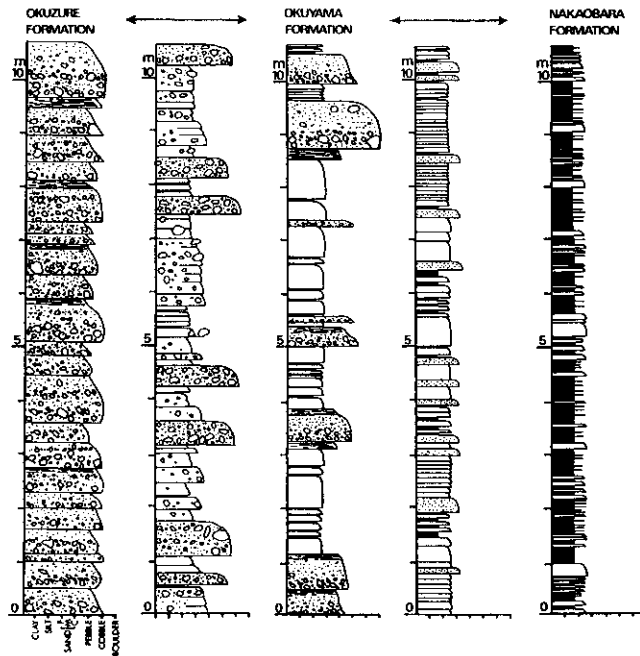 OKUZURE
FORMATION
OKUYAMA
FORMATION
NAKAOBARA
FORMATION
m
10
5
0
m
10
5
0
m
10
5
0
m
10
5
0
m
10
5
0
CLAY
SILT
F
SAND
C
PEBBLE
COBBLE
BOULDER